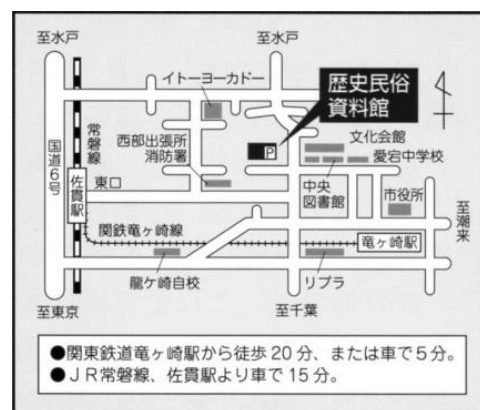 至水戸
至水戸
イトーヨーカドー
歴史民俗
資料館
常磐線
国道6号
西部出張所
消防署
P
文化会館
愛宕中学校
佐貫駅
東口
中央
図書館
市役所
至潮来
関鉄竜ヶ崎線
竜ヶ崎駅
龍ケ崎自校
リブラ
至東京
至千葉
●関東鉄道竜ヶ崎駅から徒歩20分、または車で5分。
●JR常磐線、佐貫駅より車で15分。